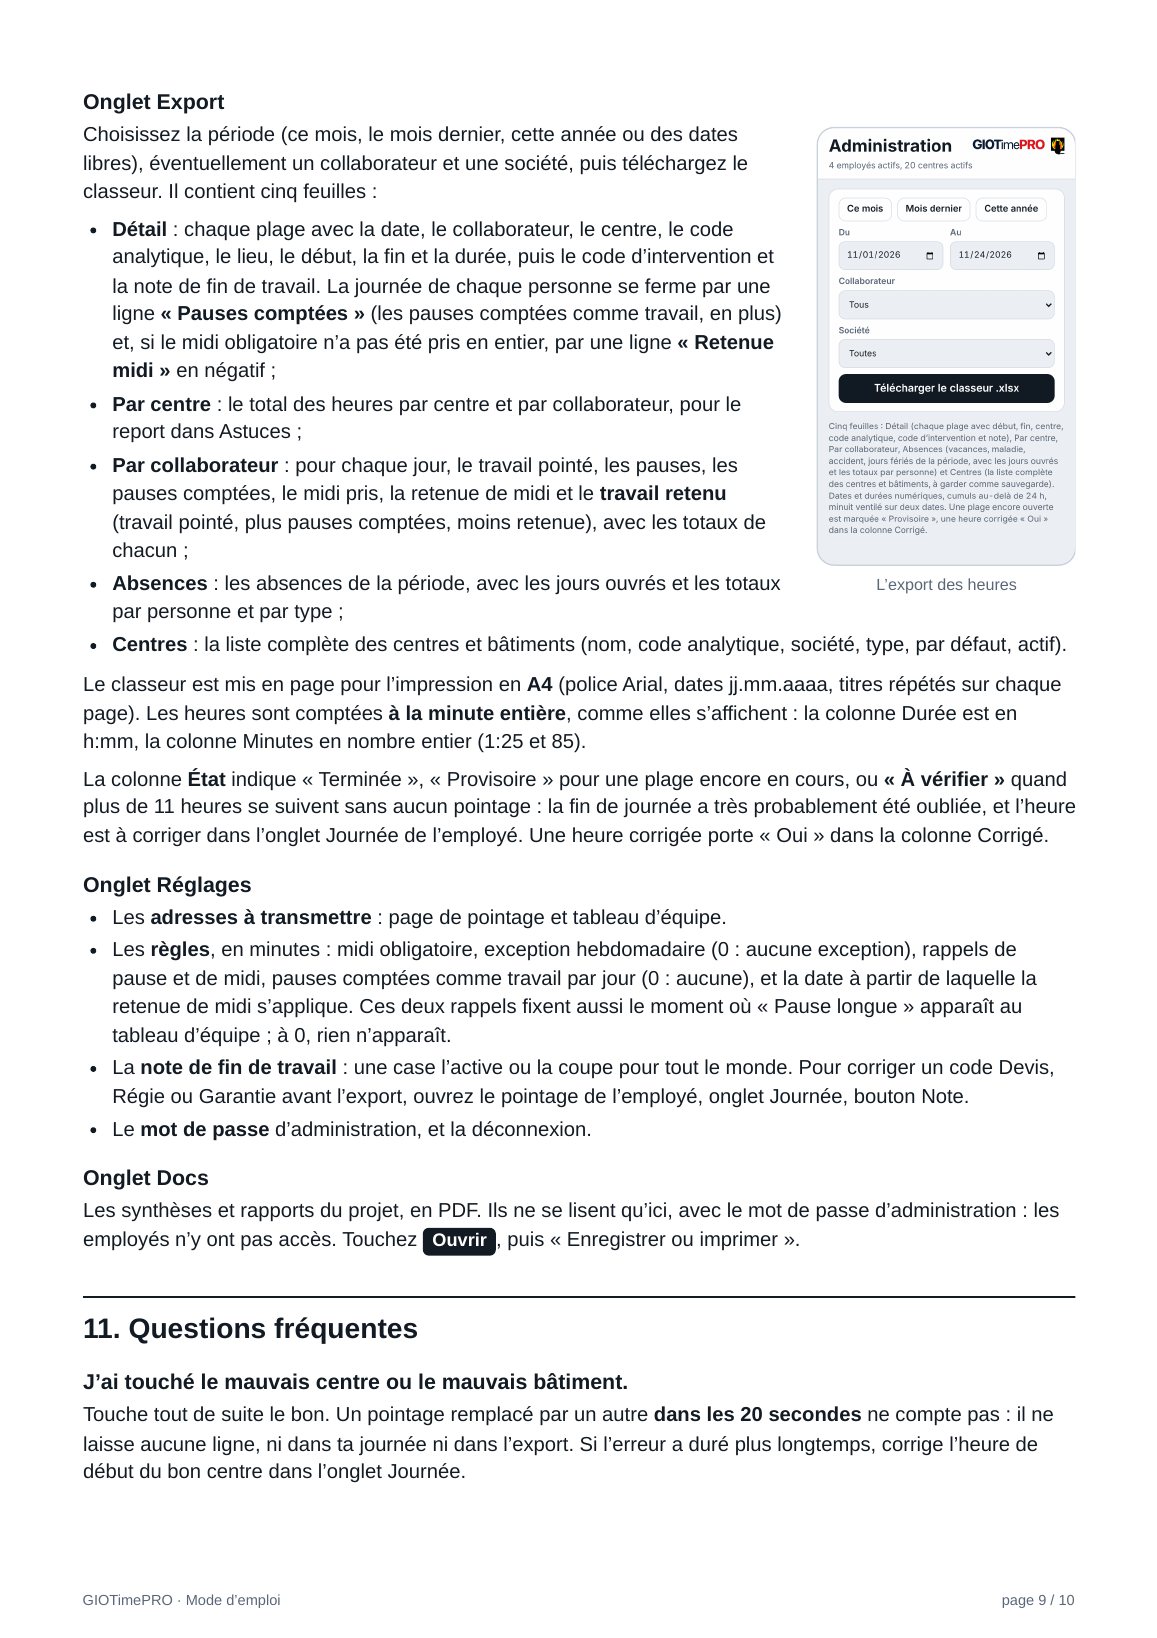 Onglet Export
Choisissez la période (ce mois, le mois dernier, cette année ou des dates
libres), éventuellement un collaborateur et une société, puis téléchargez le
classeur. Il contient cinq feuilles :
• Détail : chaque plage avec la date, le collaborateur, le centre, le code
analytique, le lieu, le début, la fin et la durée, puis le code d’intervention et
la note de fin de travail. La journée de chaque personne se ferme par une
ligne « Pauses comptées » (les pauses comptées comme travail, en plus)
et, si le midi obligatoire n’a pas été pris en entier, par une ligne « Retenue
midi » en négatif ;
• Par centre : le total des heures par centre et par collaborateur, pour le
report dans Astuces ;
• Par collaborateur : pour chaque jour, le travail pointé, les pauses, les
pauses comptées, le midi pris, la retenue de midi et le travail retenu
(travail pointé, plus pauses comptées, moins retenue), avec les totaux de
chacun ;
• Absences : les absences de la période, avec les jours ouvrés et les totaux
par personne et par type ;
• Centres : la liste complète des centres et bâtiments (nom, code analytique, société, type, par défaut, actif).
Administration
GIOTimePRO
4 employés actifs, 20 centres actifs
Ce mois
Mois dernier
Cette année
Du
Au
11/01/2026
11/24/2026
Collaborateur
Tous
Société
Toutes
Télécharger le classeur .xlsx
Cinq feuilles : Détail (chaque plage avec début, fin, centre,
code analytique, code d’intervention et note), Par centre,
Par collaborateur, Absences (vacances, maladie,
accident, jours fériés de la période, avec les jours ouvrés
et les totaux par personne) et Centres (la liste complète
des centres et bâtiments, à garder comme sauvegarde).
Dates et durées numériques, cumuls au-delà de 24 h,
minuit ventilé sur deux dates. Une plage encore ouverte
est marquée « Provisoire », une heure corrigée « Oui »
dans la colonne Corrigé.
L’export des heures
Le classeur est mis en page pour l’impression en A4 (police Arial, dates jj.mm.aaaa, titres répétés sur chaque
page). Les heures sont comptées à la minute entière, comme elles s’affichent : la colonne Durée est en
h:mm, la colonne Minutes en nombre entier (1:25 et 85).
La colonne État indique « Terminée », « Provisoire » pour une plage encore en cours, ou « À vérifier » quand
plus de 11 heures se suivent sans aucun pointage : la fin de journée a très probablement été oubliée, et l’heure
est à corriger dans l’onglet Journée de l’employé. Une heure corrigée porte « Oui » dans la colonne Corrigé.
Onglet Réglages
• Les adresses à transmettre : page de pointage et tableau d’équipe.
• Les règles, en minutes : midi obligatoire, exception hebdomadaire (0 : aucune exception), rappels de
pause et de midi, pauses comptées comme travail par jour (0 : aucune), et la date à partir de laquelle la
retenue de midi s’applique. Ces deux rappels fixent aussi le moment où « Pause longue » apparaît au
tableau d’équipe ; à 0, rien n’apparaît.
• La note de fin de travail : une case l’active ou la coupe pour tout le monde. Pour corriger un code Devis,
Régie ou Garantie avant l’export, ouvrez le pointage de l’employé, onglet Journée, bouton Note.
• Le mot de passe d’administration, et la déconnexion.
Onglet Docs
Les synthèses et rapports du projet, en PDF. Ils ne se lisent qu’ici, avec le mot de passe d’administration : les
employés n’y ont pas accès. Touchez Ouvrir, puis « Enregistrer ou imprimer ».
11. Questions fréquentes
J’ai touché le mauvais centre ou le mauvais bâtiment.
Touche tout de suite le bon. Un pointage remplacé par un autre dans les 20 secondes ne compte pas : il ne
laisse aucune ligne, ni dans ta journée ni dans l’export. Si l’erreur a duré plus longtemps, corrige l’heure de
début du bon centre dans l’onglet Journée.
GIOTimePRO · Mode d’emploi
page 9 / 10